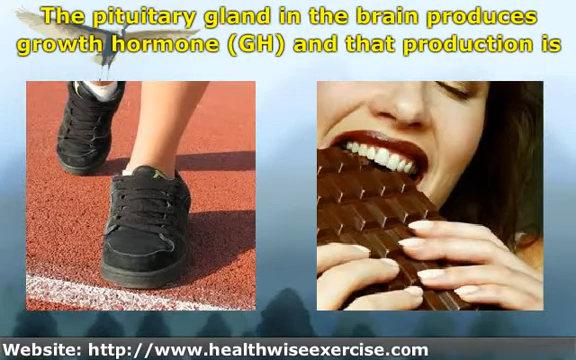 The pituitary gland in the brain produces
growth hormone (GH) and that production is
Website: http://www.healthwiseexercise.com